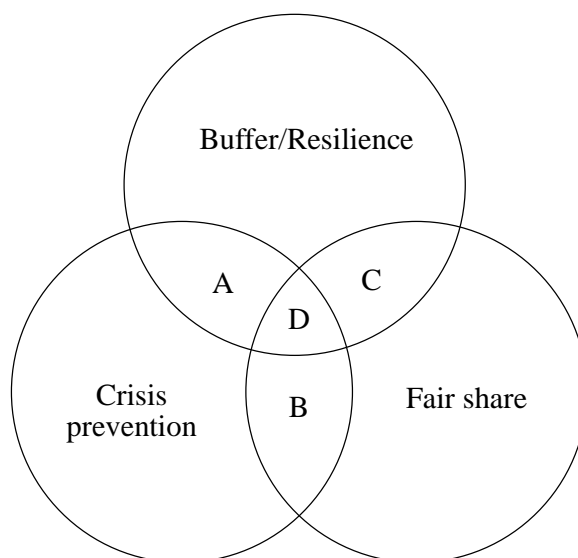 Buffer/Resilience
A
C
D
Crisis
prevention
B
Fair share